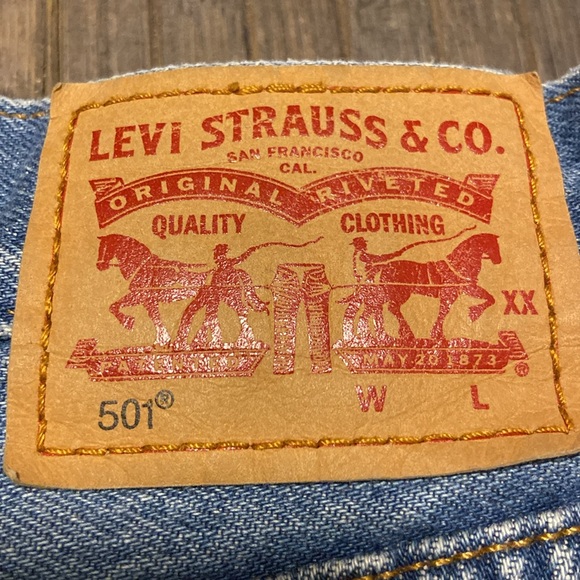 LEVI STRAUSS & CO.
SAN FRANCISCO
CAL.
ORIGINAL RIVETED
QUALITY CLOTHING
XX
MAY 20 1873
®
501®
W L